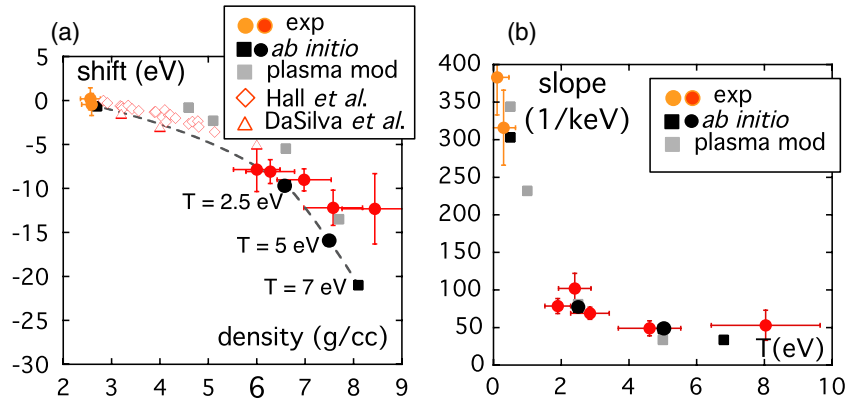 (a)
exp
ab initio
plasma mod
Hall et al.
DaSilva et al.
shift (eV)
5
0
-5
-10
-15
-20
-25
-30
T = 2.5 eV
T = 5 eV
T = 7 eV
density (g/cc)
2 3 4 5 6 7 8 9
(b)
exp
ab initio
plasma mod
slope
(1/keV)
400
350
300
250
200
150
100
50
0
T(eV)
0 2 4 6 8 10